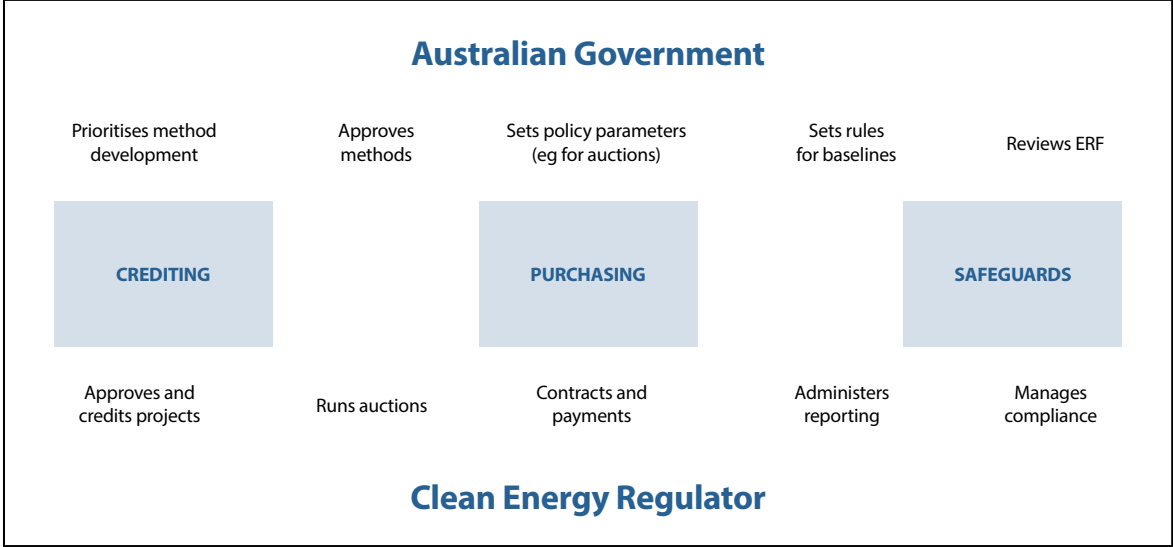 Australian Government
Prioritises method
development
Approves
methods
Sets policy parameters
(eg for auctions)
Sets rules
for baselines
Reviews ERF
CREDITING
PURCHASING
SAFEGUARDS
Approves and
credits projects
Runs auctions
Contracts and
payments
Administers
reporting
Manages
compliance
Clean Energy Regulator